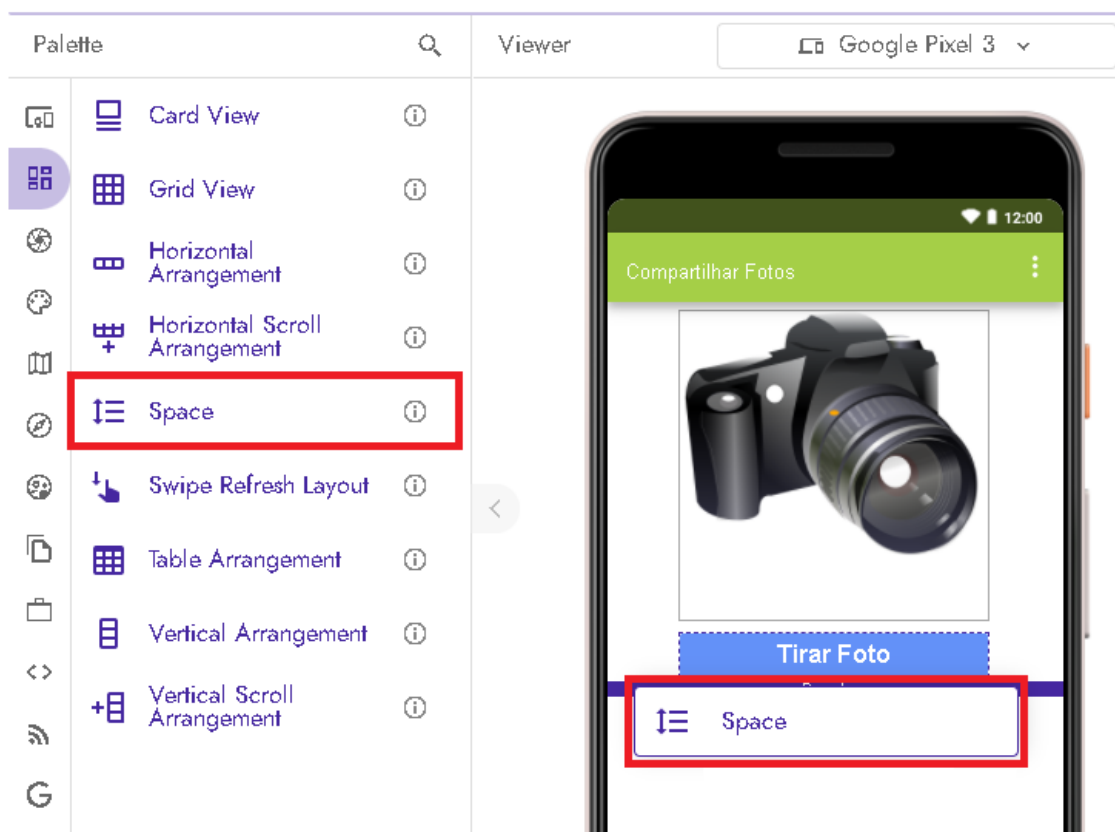 Palette
Viewer
Google Pixel 3
Card View
Grid View
Horizontal
Arrangement
Horizontal Scroll
Arrangement
Space
Swipe Refresh Layout
Table Arrangement
Vertical Arrangement
Vertical Scroll
Arrangement
12:00
Compartilhar Fotos
Tirar Foto
Space